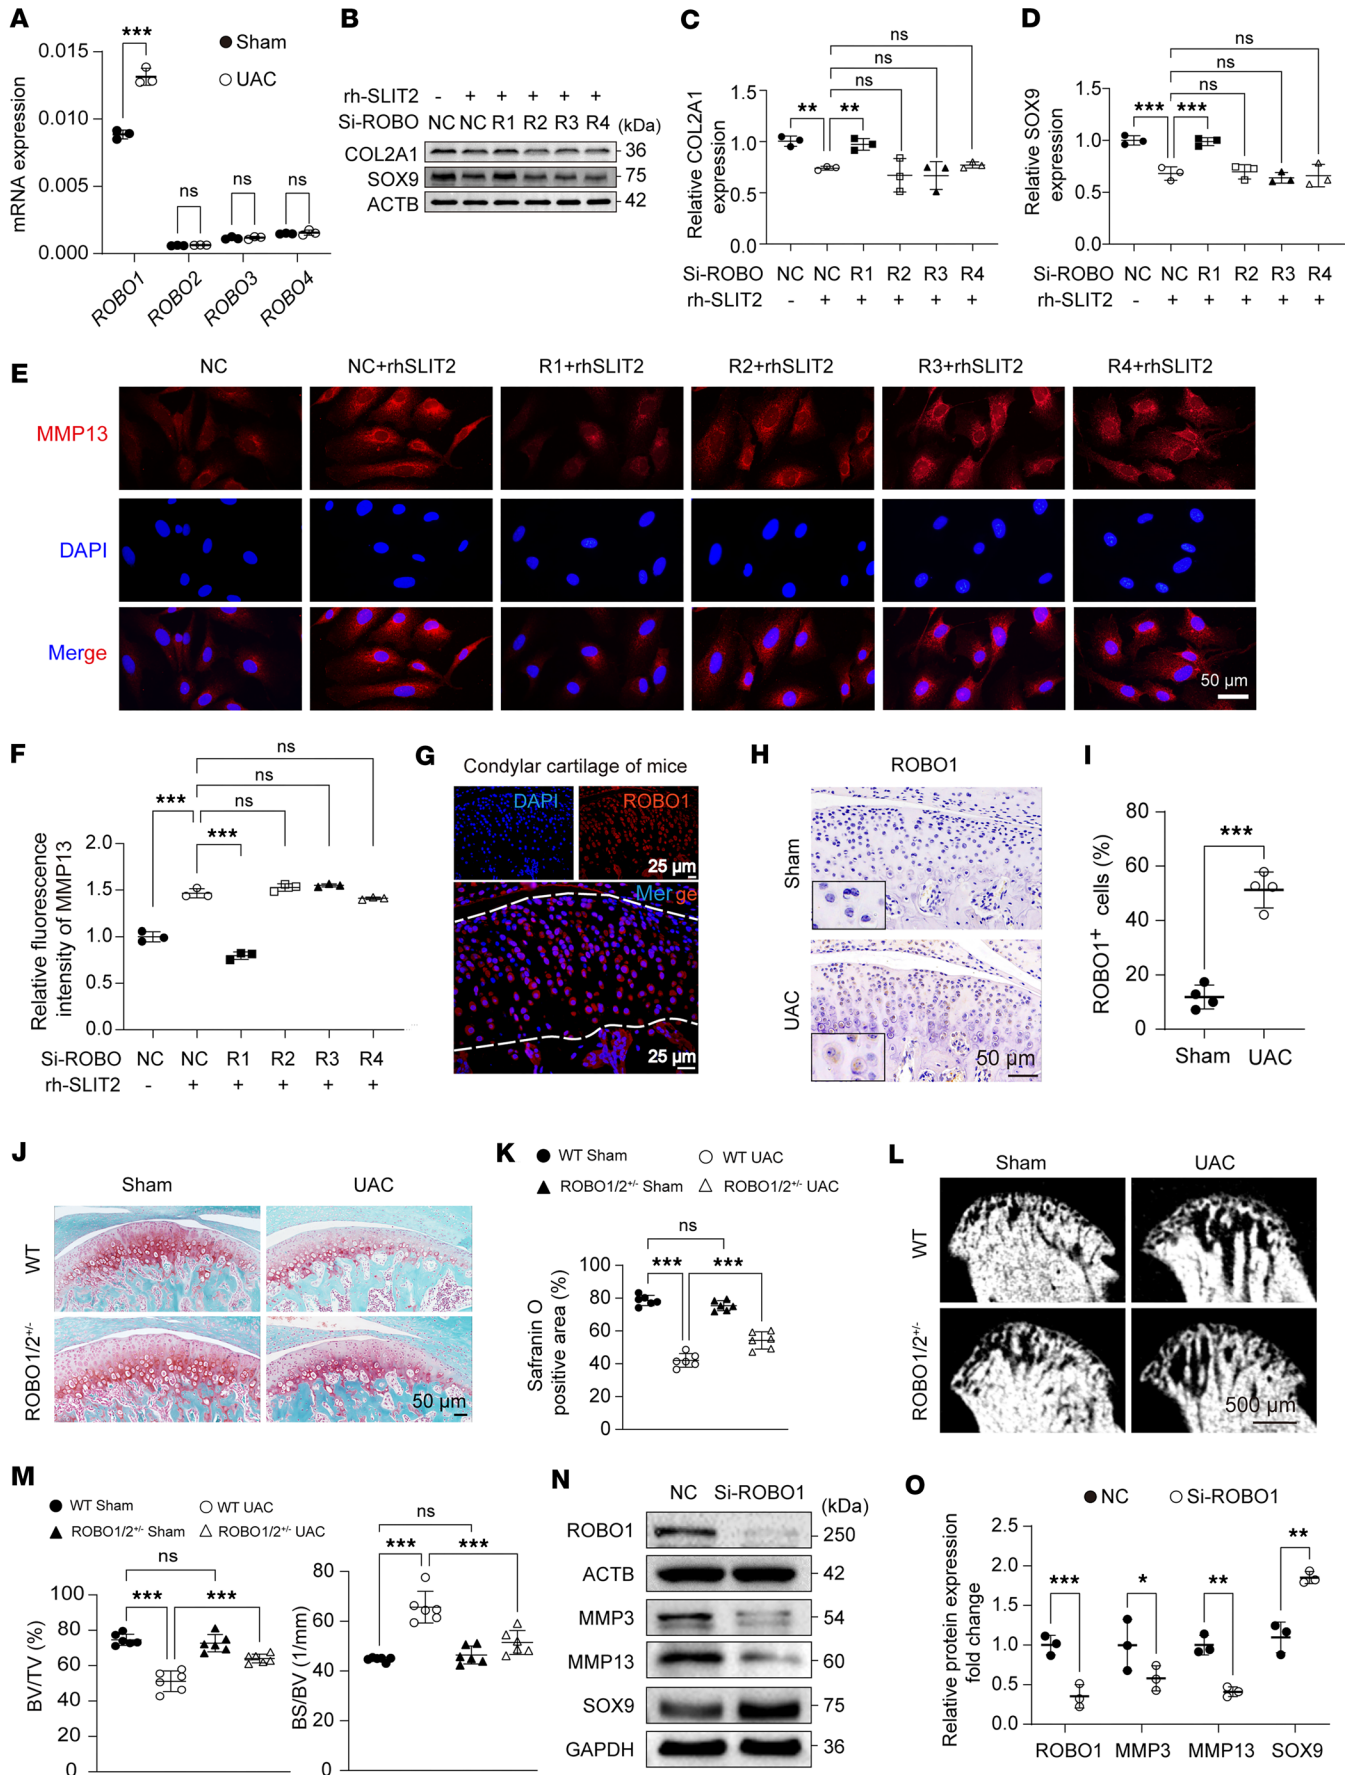 A
Sham
UAC
***
ns
ns
ns
mRNA expression
0.015
0.010
0.005
0.000
ROBO1
ROBO2
ROBO3
ROBO4
B
rh-SLIT2 - + + + + +
Si-ROBO NC NC R1 R2 R3 R4 (kDa)
COL2A1 36
SOX9 75
ACTB 42
C
ns
ns
ns
** **
Relative COL2A1
expression
1.5
1.0
0.5
0.0
Si-ROBO NC NC R1 R2 R3 R4
rh-SLIT2 - + + + + +
D
ns
ns
ns
*** ***
Relative SOX9
expression
1.5
1.0
0.5
0.0
Si-ROBO NC NC R1 R2 R3 R4
rh-SLIT2 - + + + + +
E
NC NC+rhSLIT2 R1+rhSLIT2 R2+rhSLIT2 R3+rhSLIT2 R4+rhSLIT2
MMP13
DAPI
Merge
50 µm
F
ns
ns
*** ns
***
Relative fluorescence
intensity of MMP13
2.0
1.5
1.0
0.5
0.0
Si-ROBO NC NC R1 R2 R3 R4
rh-SLIT2 - + + + + +
G
Condylar cartilage of mice
DAPI
ROBO1
25 µm
Merge
25 µm
H
ROBO1
Sham
UAC
50 µm
I
***
ROBO1+ cells (%)
80
60
40
20
0
Sham UAC
J
Sham UAC
WT
ROBO1/2+/-
50 µm
K
WT Sham WT UAC
ROBO1/2+/- Sham ROBO1/2+/- UAC
ns
*** ***
Safranin O
positive area (%)
100
80
60
40
20
0
L
Sham UAC
WT
ROBO1/2+/-
500 µm
M
WT Sham WT UAC
ROBO1/2+/- Sham ROBO1/2+/- UAC
ns
*** ***
BV/TV (%)
100
80
60
40
20
0
ns
*** ***
BS/BV (1/mm)
80
60
40
20
0
N
NC Si-ROBO1 (kDa)
ROBO1 250
ACTB 42
MMP3 54
MMP13 60
SOX9 75
GAPDH 36
O
NC Si-ROBO1
*** * ** **
Relative protein expression
fold change
2.5
2.0
1.5
1.0
0.5
0.0
ROBO1 MMP3 MMP13 SOX9